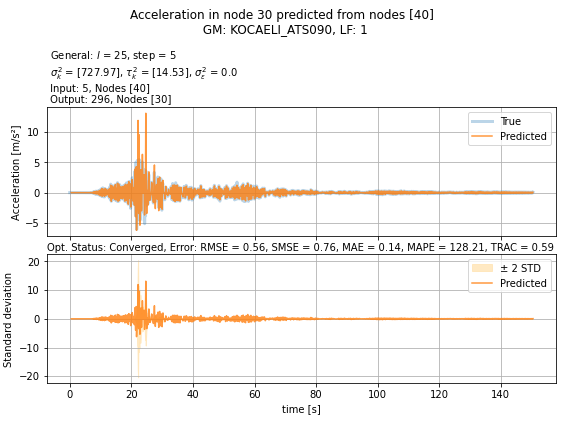 Acceleration in node 30 predicted from nodes [40]
GM: KOCAELI_ATS090, LF: 1
General: l = 25, step = 5
σ²ₖ = [727.97], τ²ₖ = [14.53], σ²ₑ = 0.0
Input: 5, Nodes [40]
Output: 296, Nodes [30]
Acceleration [m/s²]
10
5
0
−5
True
Predicted
Opt. Status: Converged, Error: RMSE = 0.56, SMSE = 0.76, MAE = 0.14, MAPE = 128.21, TRAC = 0.59
Standard deviation
20
10
0
−10
−20
± 2 STD
Predicted
0 20 40 60 80 100 120 140
time [s]